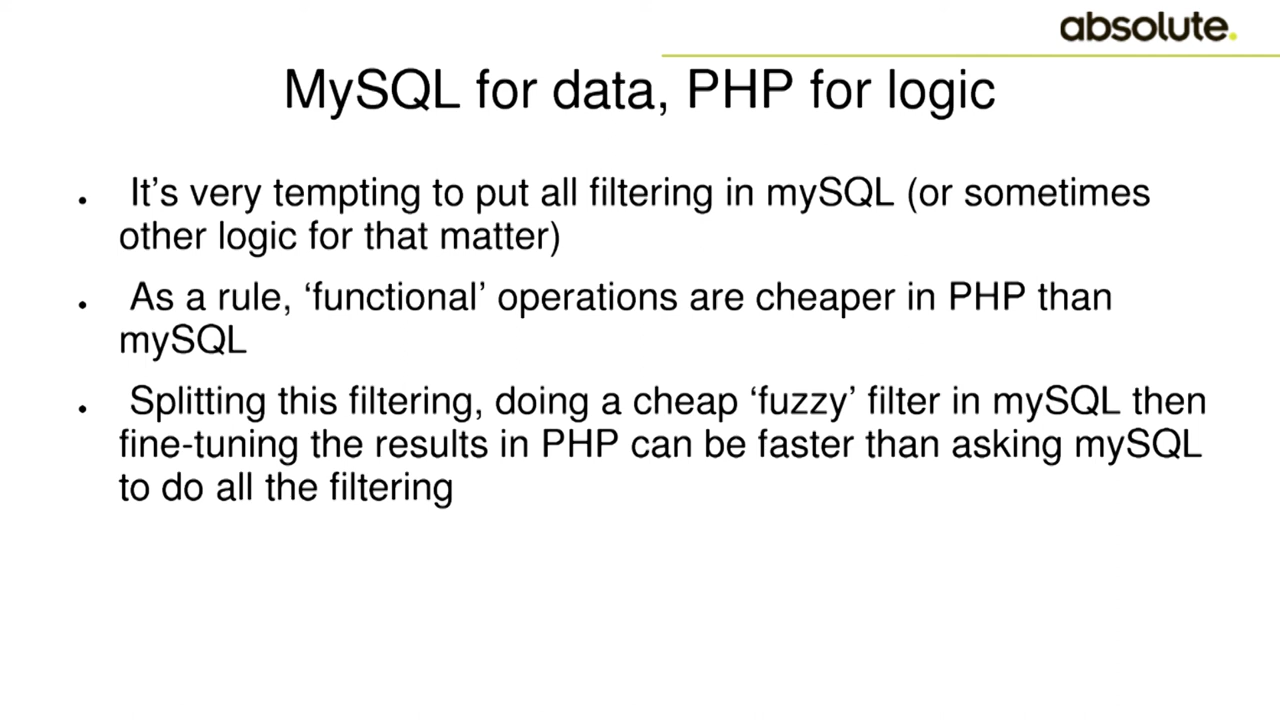 absolute.
MySQL for data, PHP for logic
• It’s very tempting to put all filtering in mySQL (or sometimes
other logic for that matter)
• As a rule, ‘functional’ operations are cheaper in PHP than
mySQL
• Splitting this filtering, doing a cheap ‘fuzzy’ filter in mySQL then
fine-tuning the results in PHP can be faster than asking mySQL
to do all the filtering